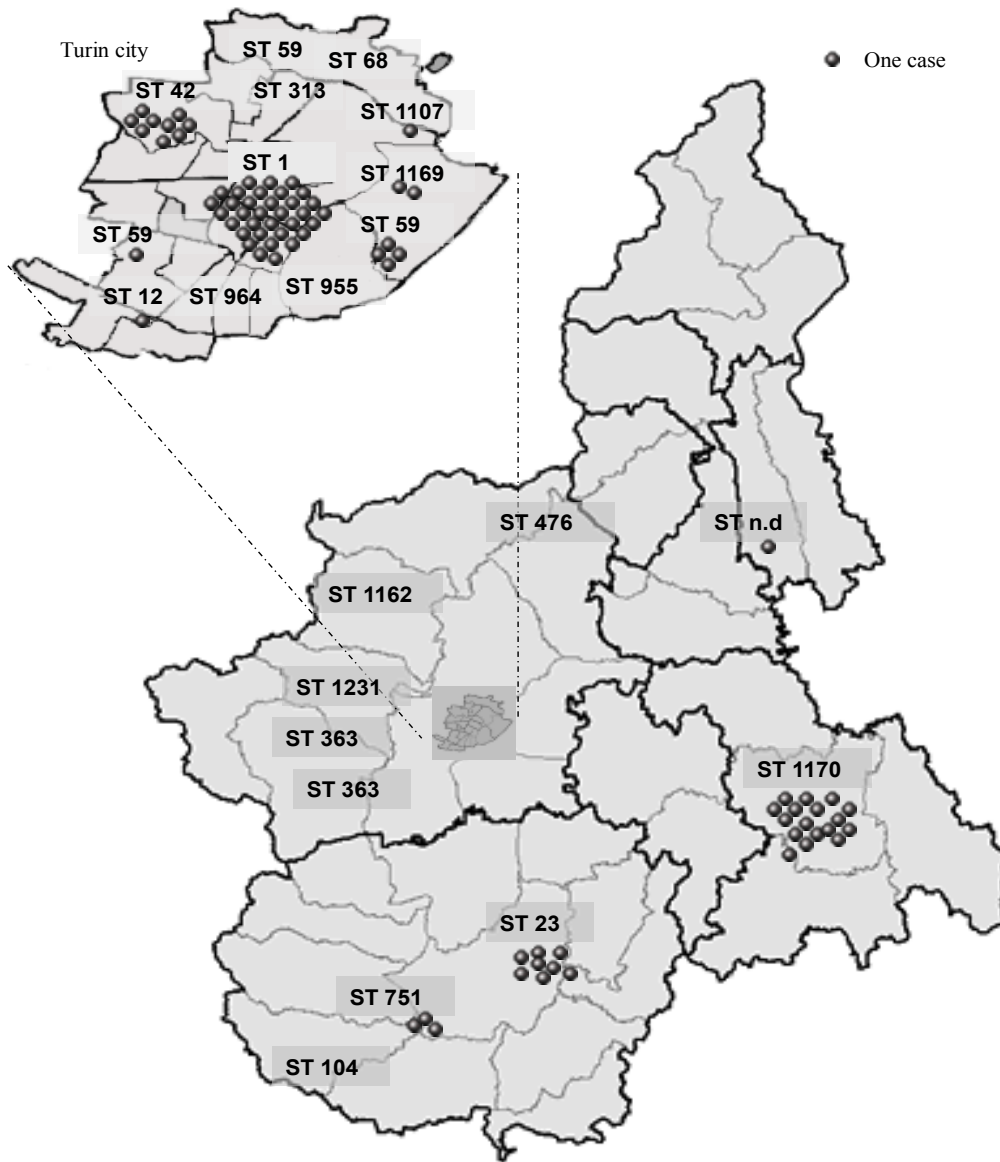 Turin city
One case
ST 59
ST 68
ST 42
ST 313
ST 1107
ST 1
ST 1169
ST 59
ST 59
ST 12
ST 964
ST 955
ST 476
ST n.d
ST 1162
ST 1231
ST 363
ST 363
ST 1170
ST 23
ST 751
ST 104